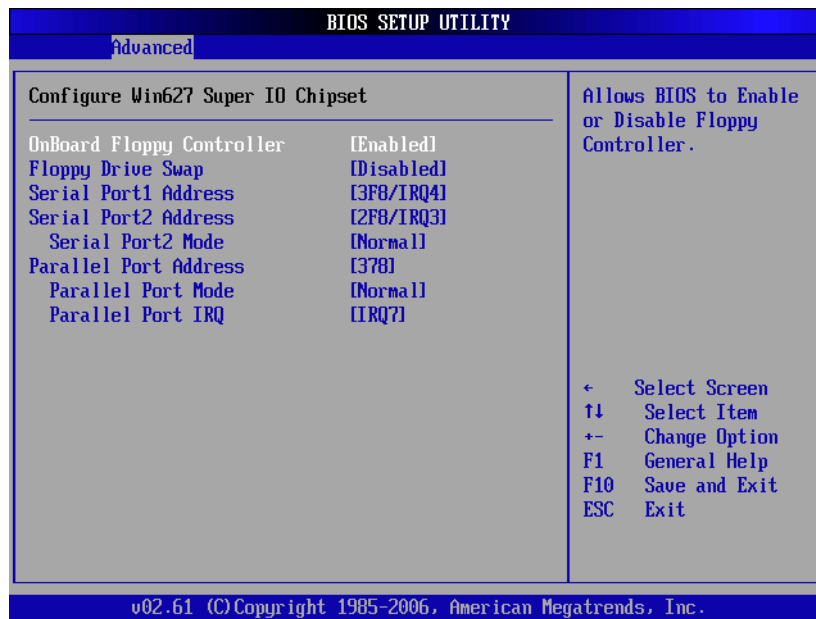 BIOS SETUP UTILITY
Advanced
Configure Win627 Super IO Chipset
OnBoard Floppy Controller [Enabled]
Floppy Drive Swap [Disabled]
Serial Port1 Address [3F8/IRQ4]
Serial Port2 Address [2F8/IRQ3]
Serial Port2 Mode [Normal]
Parallel Port Address [378]
Parallel Port Mode [Normal]
Parallel Port IRQ [IRQ7]
Allows BIOS to Enable
or Disable Floppy
Controller.
← Select Screen
↑↓ Select Item
+- Change Option
F1 General Help
F10 Save and Exit
ESC Exit
v02.61 (C)Copyright 1985-2006, American Megatrends, Inc.